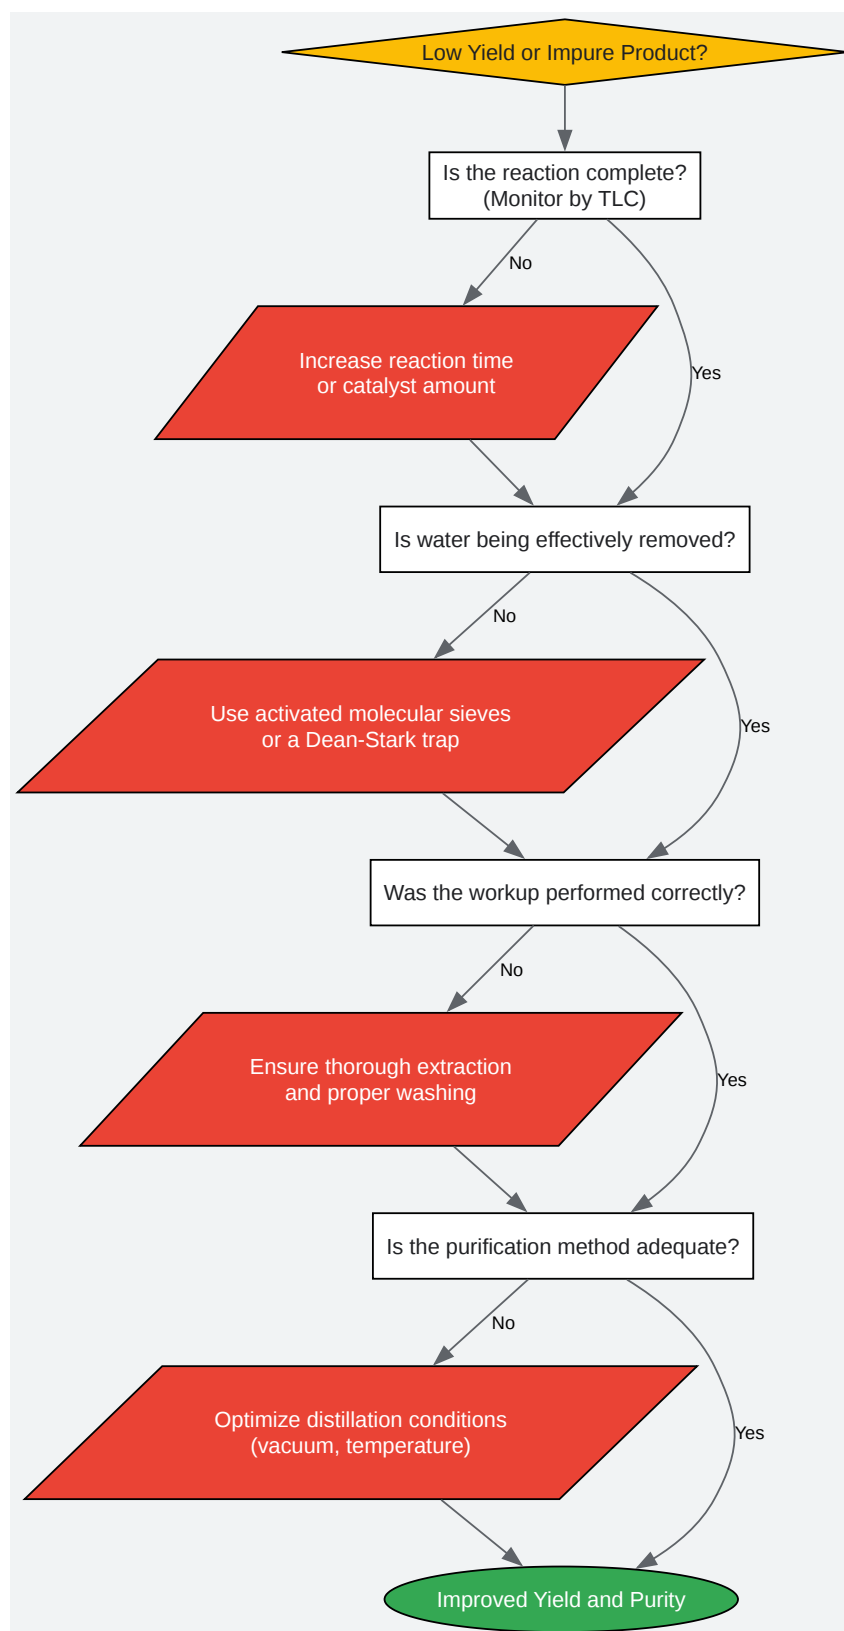 Low Yield or Impure Product?
Is the reaction complete?
(Monitor by TLC)
No
Increase reaction time
or catalyst amount
Yes
Is water being effectively removed?
No
Use activated molecular sieves
or a Dean-Stark trap
Yes
Was the workup performed correctly?
No
Ensure thorough extraction
and proper washing
Yes
Is the purification method adequate?
No
Optimize distillation conditions
(vacuum, temperature)
Yes
Improved Yield and Purity